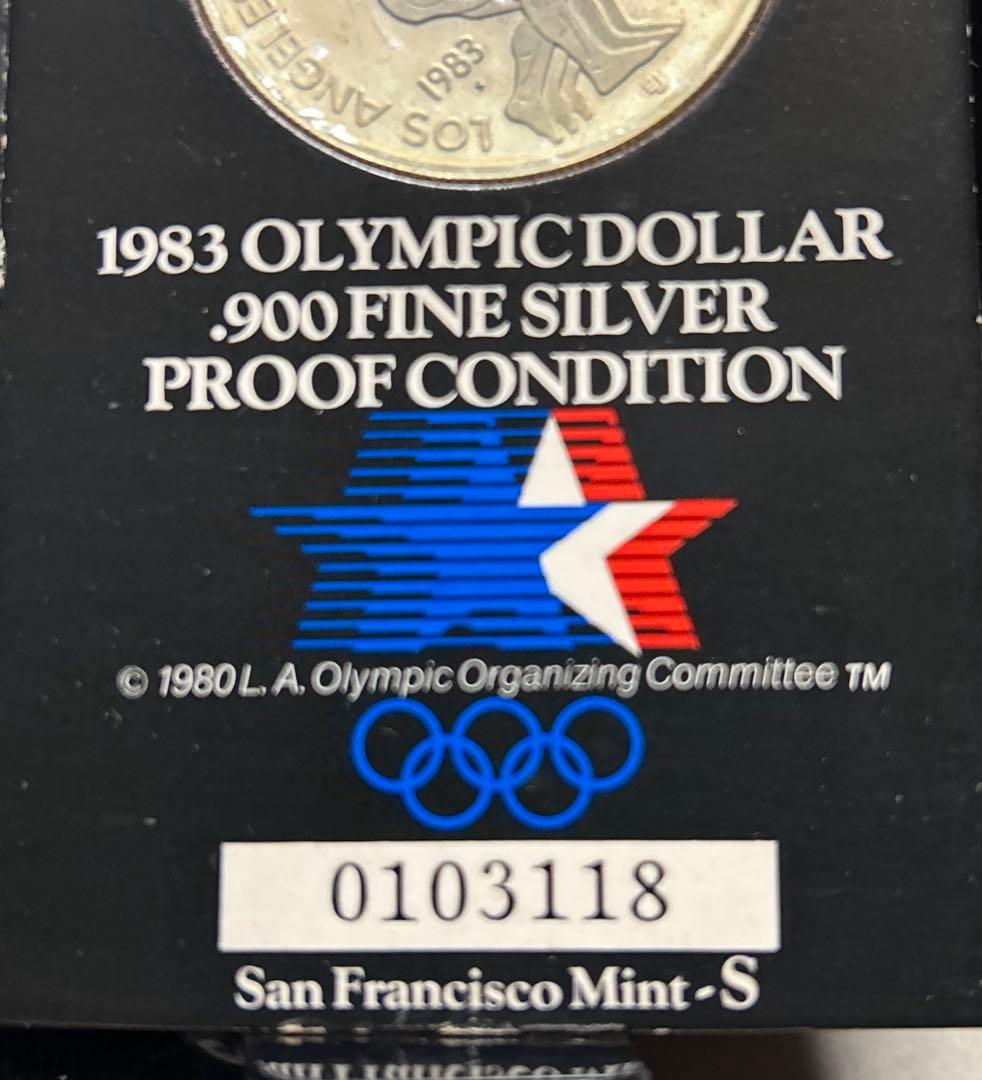 LOS ANGELES
1983
S
1983 OLYMPIC DOLLAR
.900 FINE SILVER
PROOF CONDITION
© 1980 L. A. Olympic Organizing Committee TM
0103118
San Francisco Mint - S